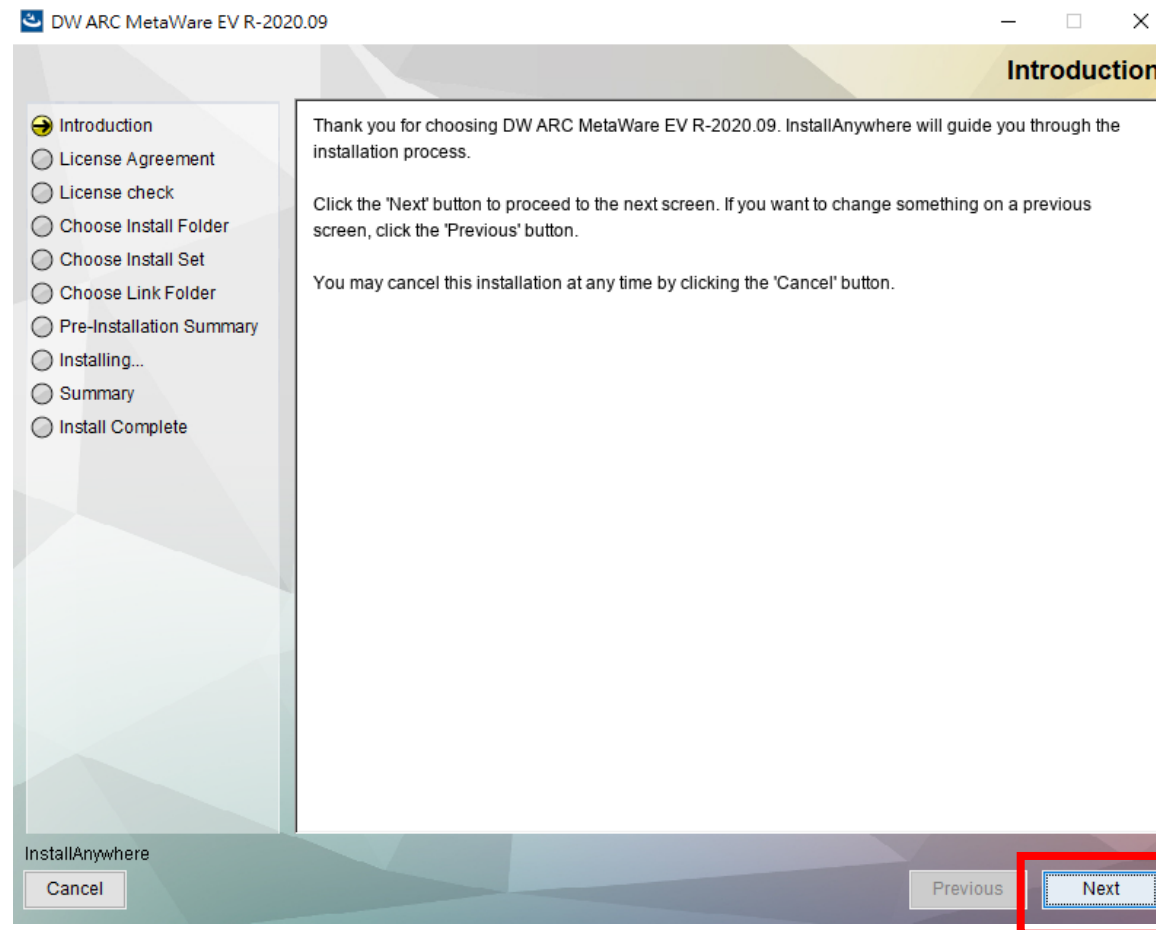 DW ARC MetaWare EV R-2020.09
Introduction
Introduction
License Agreement
License check
Choose Install Folder
Choose Install Set
Choose Link Folder
Pre-Installation Summary
Installing...
Summary
Install Complete
Thank you for choosing DW ARC MetaWare EV R-2020.09. InstallAnywhere will guide you through the
installation process.
Click the 'Next' button to proceed to the next screen. If you want to change something on a previous
screen, click the 'Previous' button.
You may cancel this installation at any time by clicking the 'Cancel' button.
InstallAnywhere
Cancel
Previous
Next